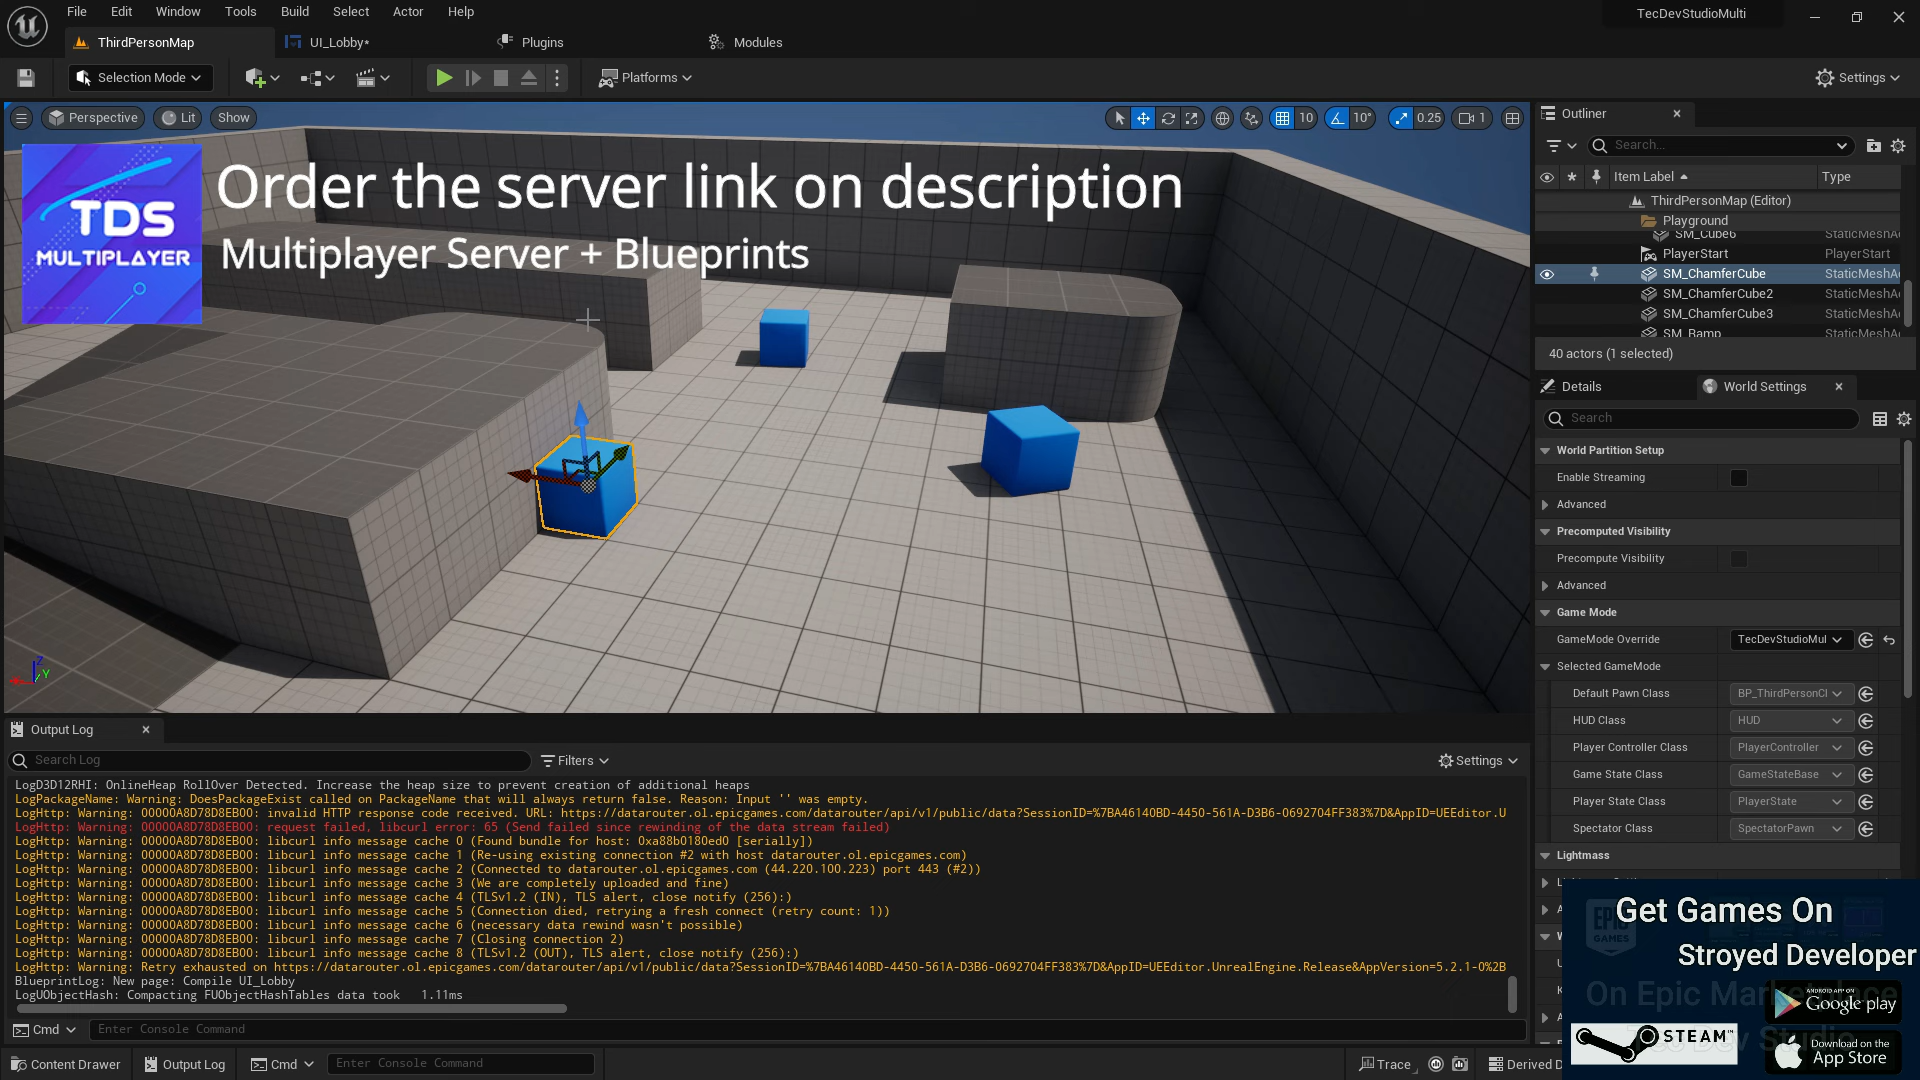 File Edit Window Tools Build Select Actor Help
TecDevStudioMulti
ThirdPersonMap
UI_Lobby*
Plugins
Modules
Selection Mode
Platforms
Settings
Perspective
Lit
Show
10
10°
0.25
1
TDS
MULTIPLAYER
Order the server link on description
Multiplayer Server + Blueprints
Outliner
Search...
Item Label
Type
ThirdPersonMap (Editor)
Playground
SM_Cube6 StaticMeshA
PlayerStart PlayerStart
SM_ChamferCube StaticMeshA
SM_ChamferCube2 StaticMeshA
SM_ChamferCube3 StaticMeshA
SM_Ramp StaticMeshA
40 actors (1 selected)
Details
World Settings
Search
World Partition Setup
Enable Streaming
Advanced
Precomputed Visibility
Precompute Visibility
Advanced
Game Mode
GameMode Override TecDevStudioMul
Selected GameMode
Default Pawn Class BP_ThirdPersonCl
HUD Class HUD
Player Controller Class PlayerController
Game State Class GameStateBase
Player State Class PlayerState
Spectator Class SpectatorPawn
Lightmass
Output Log
Search Log
Filters
Settings
LogD3D12RHI: OnlineHeap RollOver Detected. Increase the heap size to prevent creation of additional heaps
LogPackageName: Warning: DoesPackageExist called on PackageName that will always return false. Reason: Input '' was empty.
LogHttp: Warning: 00000A8D78D8EB00: invalid HTTP response code received. URL: https://datarouter.ol.epicgames.com/datarouter/api/v1/public/data?SessionID=%7BA46140BD-4450-561A-D3B6-0692704FF383%7D&AppID=UEEditor.U
LogHttp: Warning: 00000A8D78D8EB00: request failed, libcurl error: 65 (Send failed since rewinding of the data stream failed)
LogHttp: Warning: 00000A8D78D8EB00: libcurl info message cache 0 (Found bundle for host: 0xa88b0180ed0 [serially])
LogHttp: Warning: 00000A8D78D8EB00: libcurl info message cache 1 (Re-using existing connection #2 with host datarouter.ol.epicgames.com)
LogHttp: Warning: 00000A8D78D8EB00: libcurl info message cache 2 (Connected to datarouter.ol.epicgames.com (44.220.100.223) port 443 (#2))
LogHttp: Warning: 00000A8D78D8EB00: libcurl info message cache 3 (We are completely uploaded and fine)
LogHttp: Warning: 00000A8D78D8EB00: libcurl info message cache 4 (TLSv1.2 (IN), TLS alert, close notify (256):)
LogHttp: Warning: 00000A8D78D8EB00: libcurl info message cache 5 (Connection died, retrying a fresh connect (retry count: 1))
LogHttp: Warning: 00000A8D78D8EB00: libcurl info message cache 6 (necessary data rewind wasn't possible)
LogHttp: Warning: 00000A8D78D8EB00: libcurl info message cache 7 (Closing connection 2)
LogHttp: Warning: 00000A8D78D8EB00: libcurl info message cache 8 (TLSv1.2 (OUT), TLS alert, close notify (256):)
LogHttp: Warning: Retry exhausted on https://datarouter.ol.epicgames.com/datarouter/api/v1/public/data?SessionID=%7BA46140BD-4450-561A-D3B6-0692704FF383%7D&AppID=UEEditor.UnrealEngine.Release&AppVersion=5.2.1-0%2B
BlueprintLog: New page: Compile UI_Lobby
LogUObjectHash: Compacting FUObjectHashTables data took 1.11ms
Cmd
Enter Console Command
Get Games On
Stroyed Developer
EPIC
GAMES
On Epic Marketplace
ANDROID APP ON
Google play
STEAM
Download on the
App Store
Content Drawer
Output Log
Cmd
Enter Console Command
Trace
Derived D